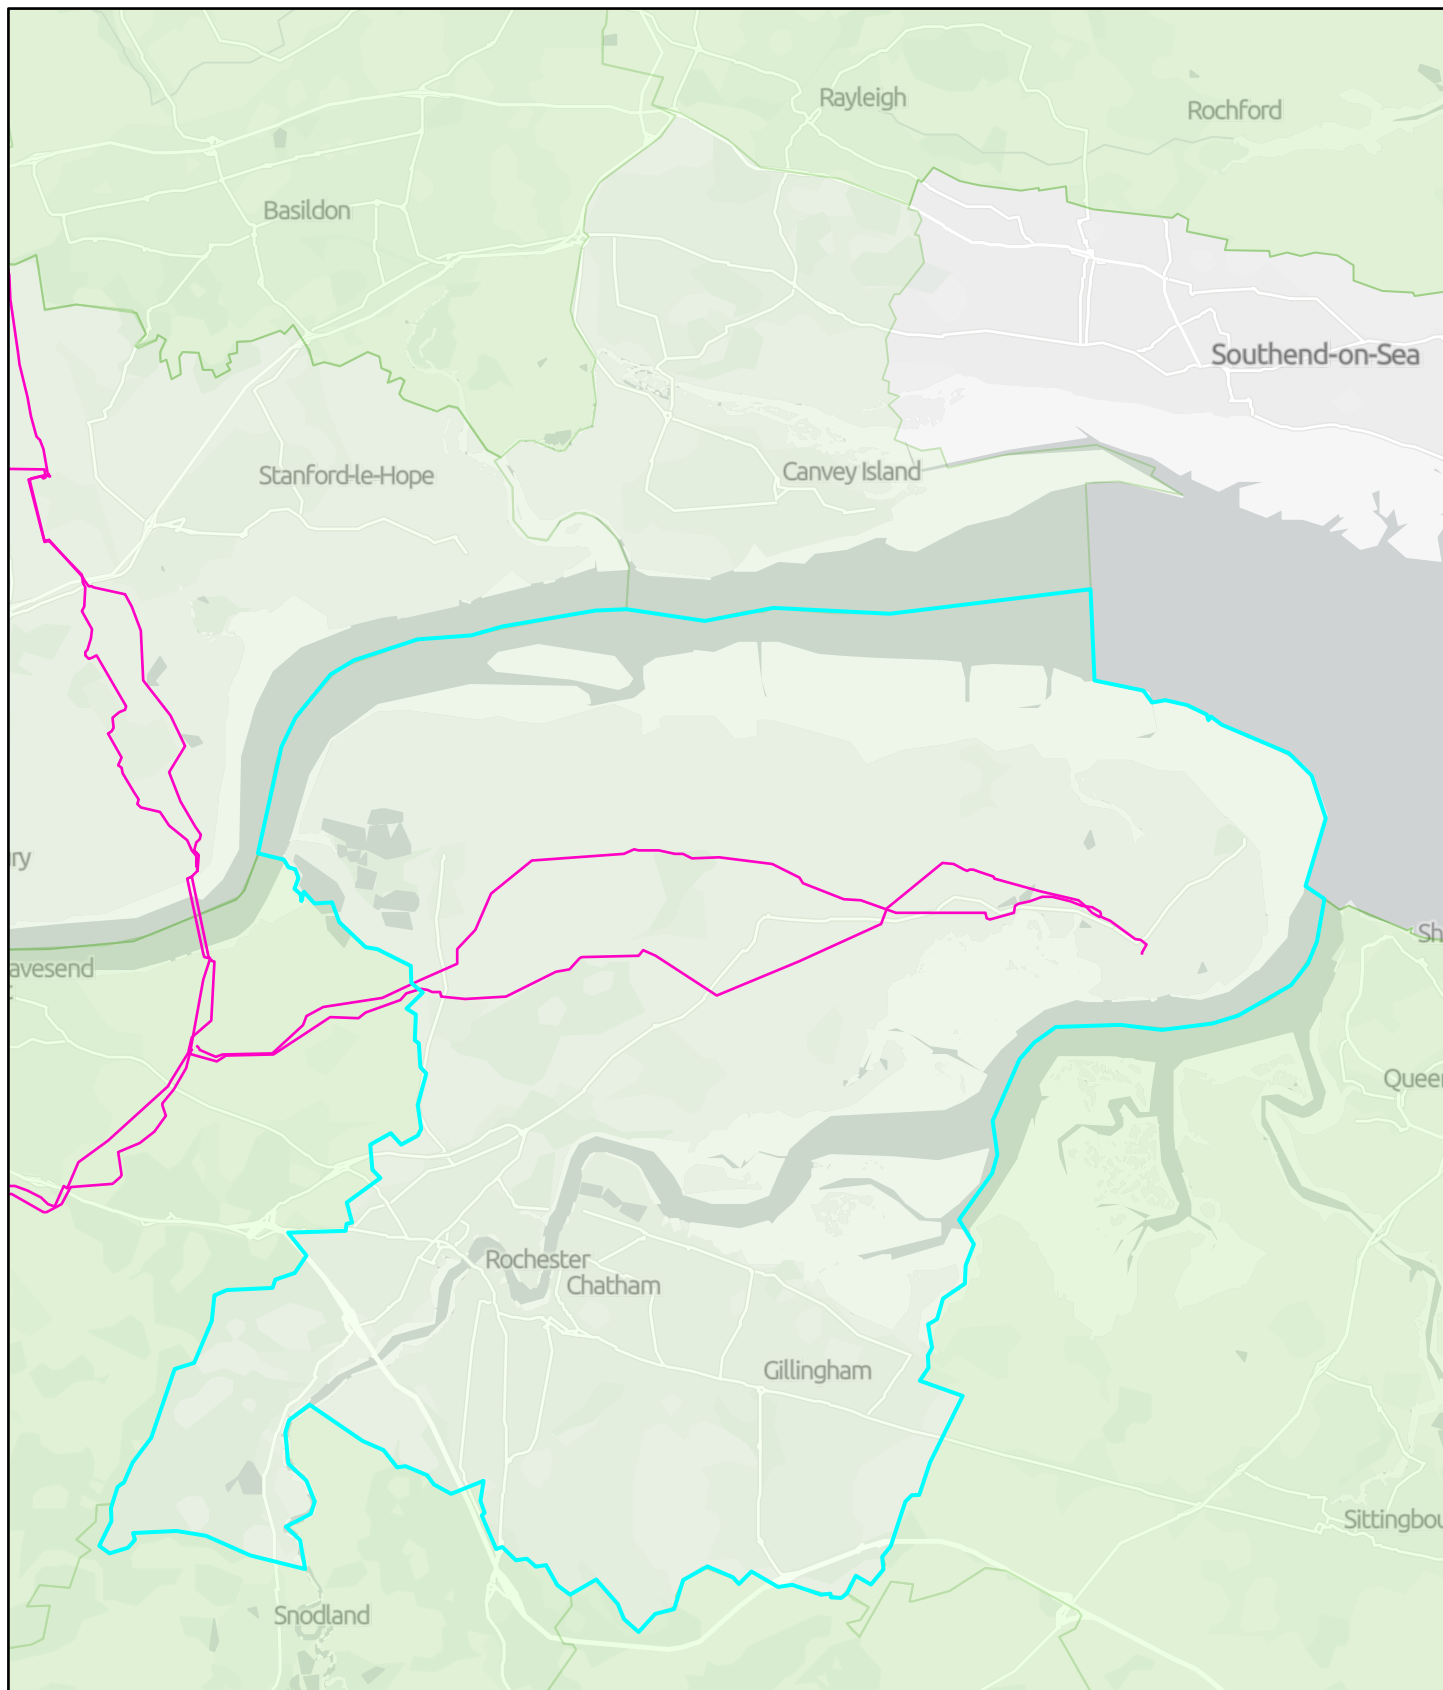 Rayleigh
Rochford
Basildon
Southend-on-Sea
Stanford-le-Hope
Canvey Island
ry
Sh
avesend
Queer
Rochester
Chatham
Gillingham
Sittingbou
Snodland